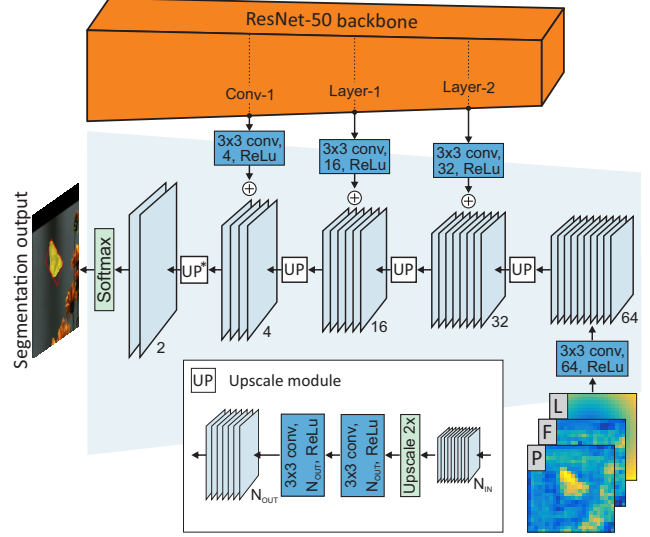 ResNet-50 backbone
Conv-1
Layer-1
Layer-2
3x3 conv,
4, ReLu
3x3 conv,
16, ReLu
3x3 conv,
32, ReLu
Segmentation output
Softmax
2
UP*
4
UP
16
UP
32
UP
64
3x3 conv,
64, ReLu
L
F
P
UP Upscale module
N_OUT
3x3 conv,
N_OUT, ReLu
3x3 conv,
N_OUT, ReLu
Upscale 2x
N_IN